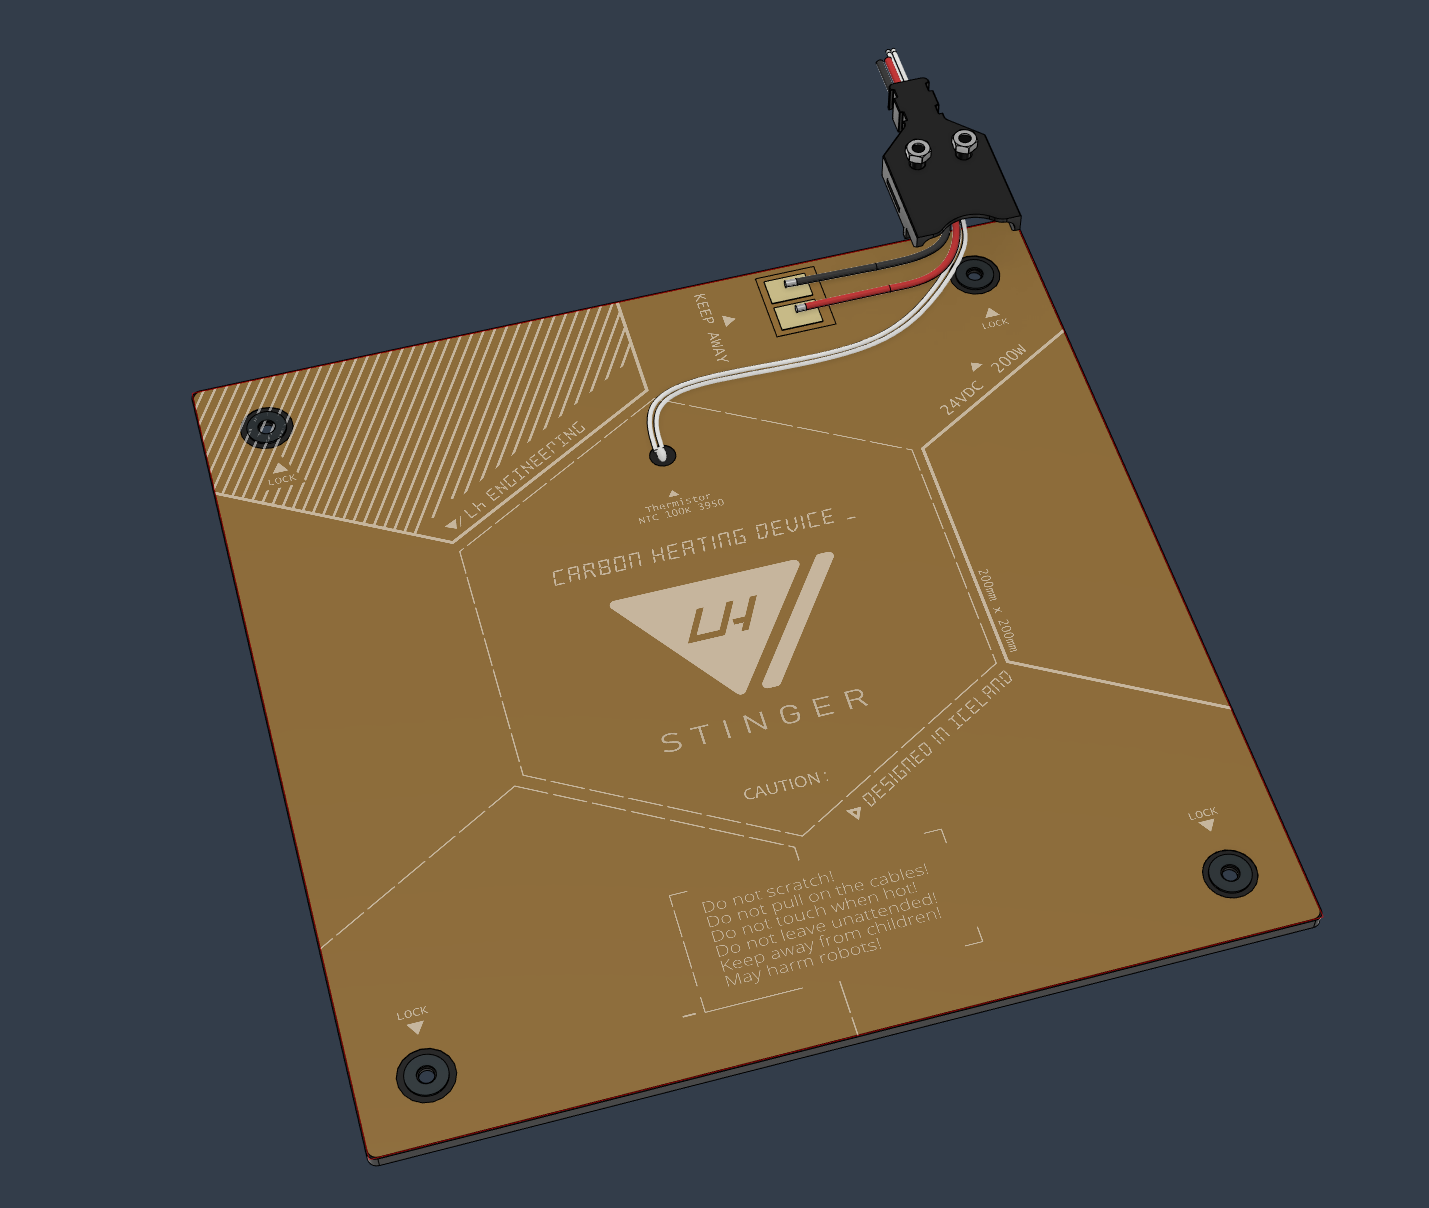 KEEP AWAY
LOCK
24VDC 200W
LOCK
Lh ENGINEERING
Thermistor
NTC 100K 3950
CARBON HEATING DEVICE _
LH
200mm x 200mm
STINGER
DESIGNED IN ICELAND
CAUTION:
LOCK
Do not scratch!
Do not pull on the cables!
Do not touch when hot!
Do not leave unattended!
Keep away from children!
May harm robots!
LOCK